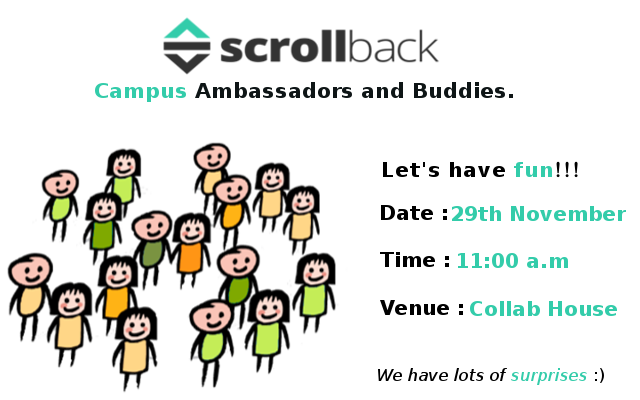 scrollback
Campus Ambassadors and Buddies.
Let's have fun!!!
Date : 29th November
Time : 11:00 a.m
Venue : Collab House
We have lots of surprises :)